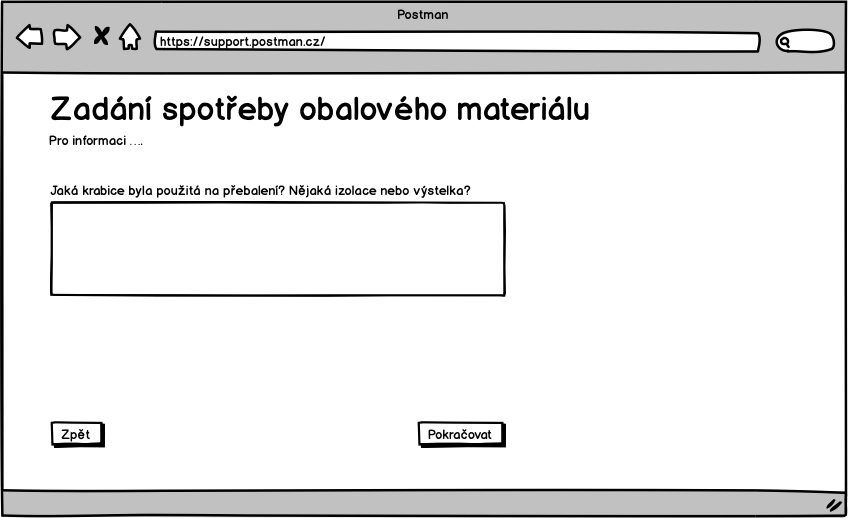 Postman
https://support.postman.cz/
Zadání spotřeby obalového materiálu
Pro informaci ....
Jaká krabice byla použitá na přebalení? Nějaká izolace nebo výstelka?
Zpět
Pokračovat